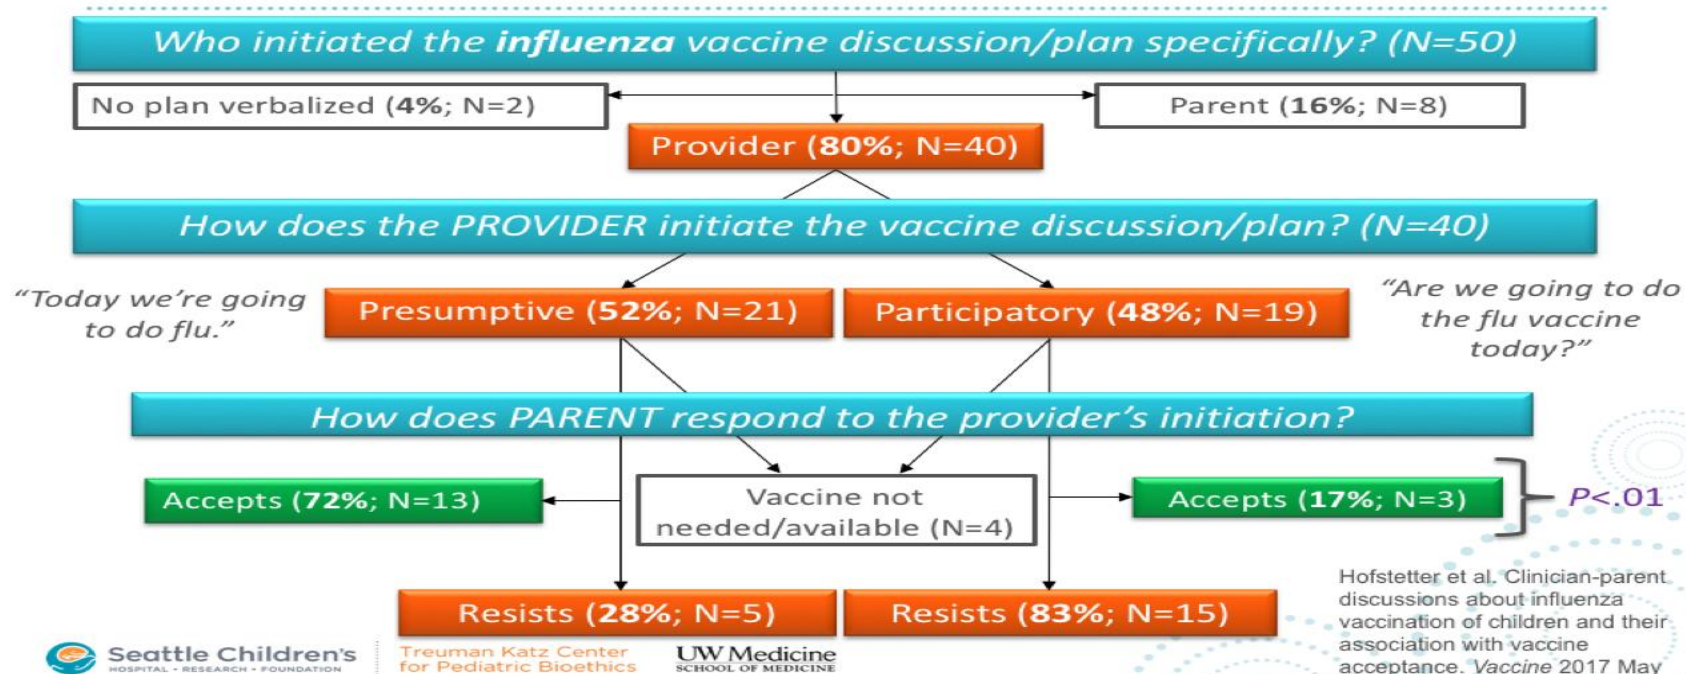 Who initiated the influenza vaccine discussion/plan specifically? (N=50)
No plan verbalized (4%; N=2)
Parent (16%; N=8)
Provider (80%; N=40)
How does the PROVIDER initiate the vaccine discussion/plan? (N=40)
“Today we’re going
to do flu.”
Presumptive (52%; N=21)
Participatory (48%; N=19)
“Are we going to do
the flu vaccine
today?”
How does PARENT respond to the provider’s initiation?
Accepts (72%; N=13)
Vaccine not
needed/available (N=4)
Accepts (17%; N=3)
P<.01
Resists (28%; N=5)
Resists (83%; N=15)
Hofstetter et al. Clinician-parent
discussions about influenza
vaccination of children and their
association with vaccine
acceptance. Vaccine 2017 May
Seattle Children's
HOSPITAL • RESEARCH • FOUNDATION
Treuman Katz Center
for Pediatric Bioethics
UW Medicine
SCHOOL OF MEDICINE